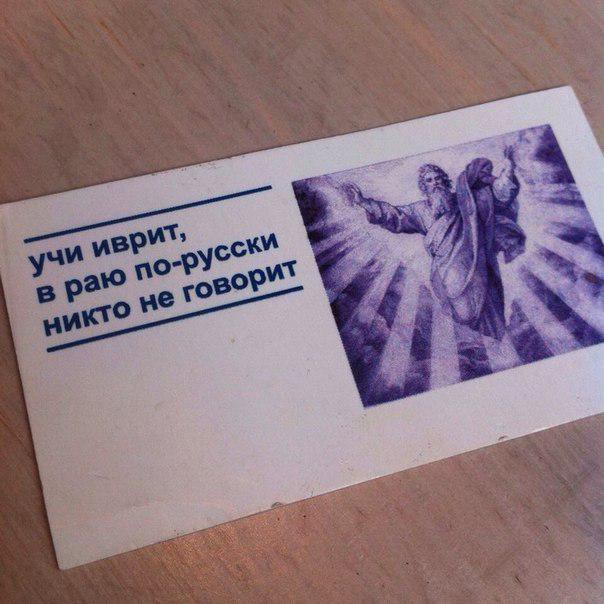 учи иврит,
в раю по-русски
никто не говорит